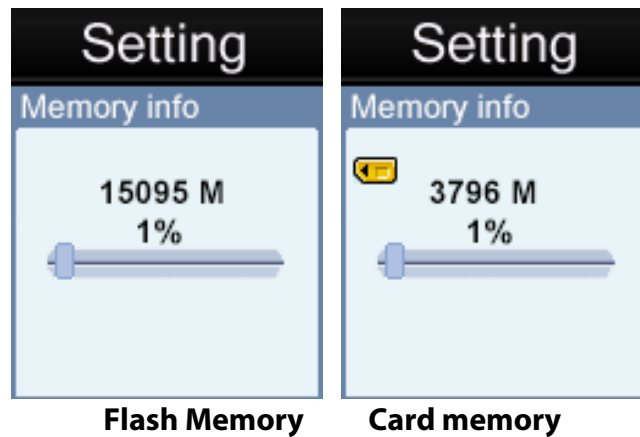 Setting
Memory info
15095 M
1%
Flash Memory
Setting
Memory info
3796 M
1%
Card memory